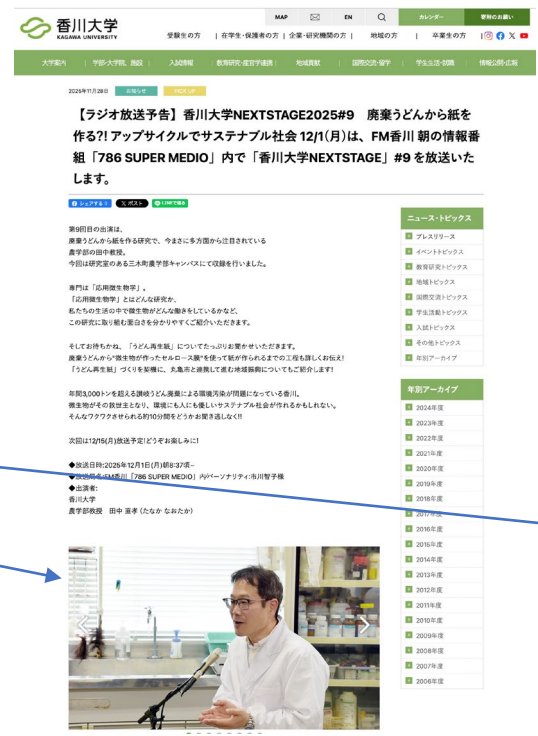 香川大学
KAGAWA UNIVERSITY
MAP
EN
カレンダー
寄附のお願い
受験生の方 | 在学生・保護者の方 | 企業・研究機関の方 | 地域の方 | 卒業生の方 |
大学案内 | 学部・大学院、施設 | 入試情報 | 教育研究・産官学連携 | 地域貢献 | 国際交流・留学 | 学生生活・就職 | 情報公開・広報
2025年11月28日 お知らせ PICK UP
【ラジオ放送予告】香川大学NEXTSTAGE2025#9 廃棄うどんから紙を
作る?! アップサイクルでサステナブル社会 12/1(月)は、FM香川 朝の情報番
組「786 SUPER MEDIO」内で「香川大学NEXTSTAGE」#9 を放送いた
します。
シェアする 0 ポスト LINEで送る
第9回目の出演は、
廃棄うどんから紙を作る研究で、今まさに多方面から注目されている
農学部の田中教授。
今回は研究室のある三木町農学部キャンパスにて収録を行いました。
専門は「応用微生物学」。
「応用微生物学」とはどんな研究か、
私たちの生活の中で微生物がどんな働きをしているかなど、
この研究に取り組む面白さを分かりやすくご紹介いただきます。
そしてお待ちかね、「うどん再生紙」についてたっぷりお聞かせいただきます。
廃棄うどんから"微生物が作ったセルロース膜"を使って紙が作られるまでの工程も詳しくお伝え!
「うどん再生紙」づくりを契機に、丸亀市と連携して進む地域振興についてもご紹介します!
年間3,000トンを超える讃岐うどん廃棄による環境汚染が問題になっている香川。
微生物がその救世主となり、環境にも人にも優しいサステナブル社会が作れるかもしれない。
そんなワクワクさせられる約10分間をどうかお聞き逃しなく!!
次回は12/15(月)放送予定!どうぞお楽しみに!
◆放送日時:2025年12月1日(月)朝8:37頃~
◆放送局名:FM香川「786 SUPER MEDIO」内/パーソナリティ:市川智子様
◆出演者:
香川大学
農学部教授 田中 直孝 (たなか なおたか)
ニュース・トピックス
プレスリリース
イベントトピックス
教育研究トピックス
地域トピックス
国際交流トピックス
学生活動トピックス
入試トピックス
その他トピックス
年別アーカイブ
年別アーカイブ
2024年度
2023年度
2022年度
2021年度
2020年度
2019年度
2018年度
2017年度
2016年度
2015年度
2014年度
2013年度
2012年度
2011年度
2010年度
2009年度
2008年度
2007年度
2006年度